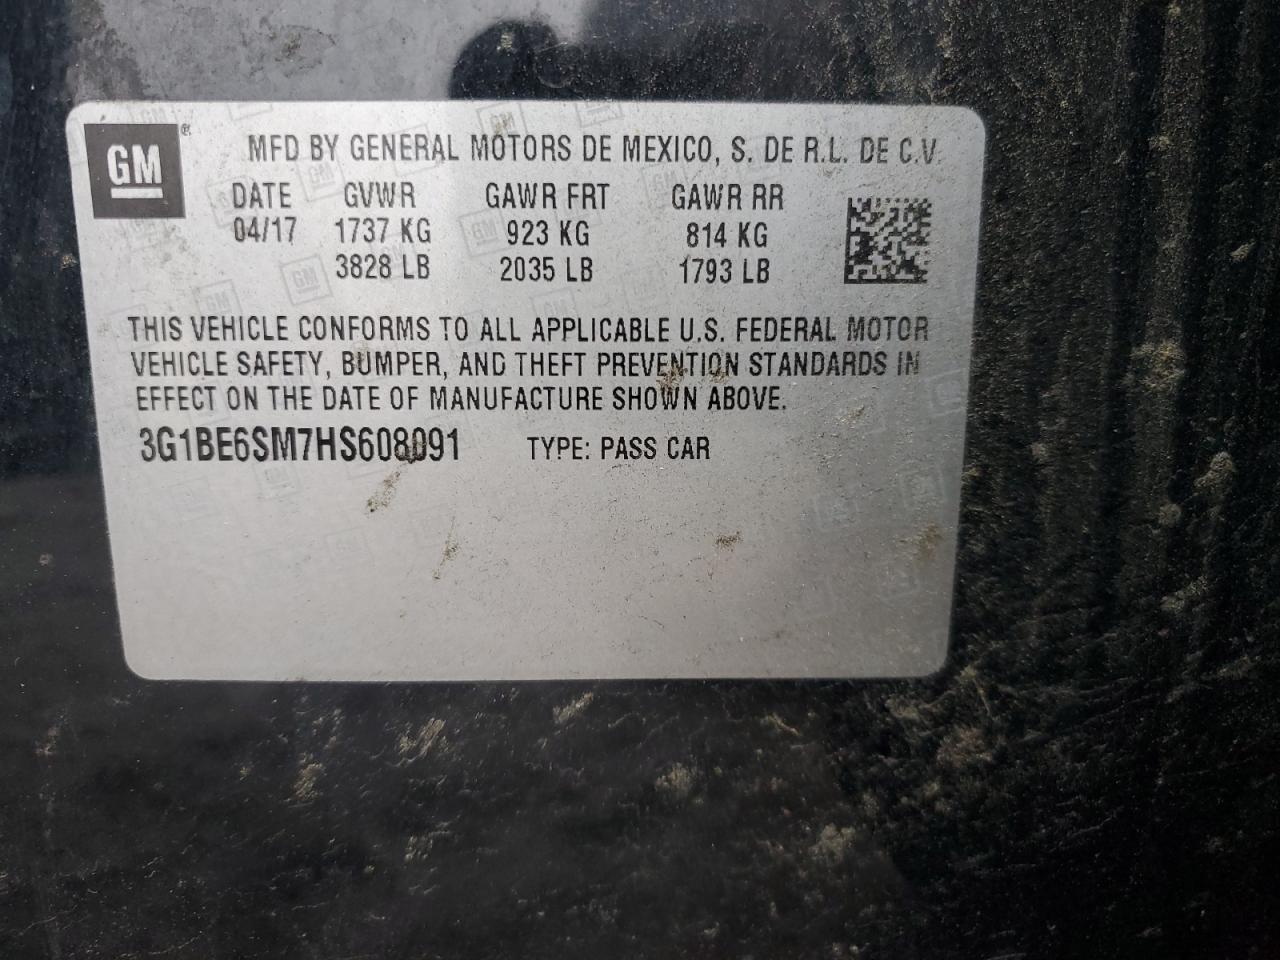 GM®
MFD BY GENERAL MOTORS DE MEXICO, S. DE R.L. DE C.V.
DATE GVWR GAWR FRT GAWR RR
04/17 1737 KG 923 KG 814 KG
3828 LB 2035 LB 1793 LB
THIS VEHICLE CONFORMS TO ALL APPLICABLE U.S. FEDERAL MOTOR
VEHICLE SAFETY, BUMPER, AND THEFT PREVENTION STANDARDS IN
EFFECT ON THE DATE OF MANUFACTURE SHOWN ABOVE.
3G1BE6SM7HS608091 TYPE: PASS CAR